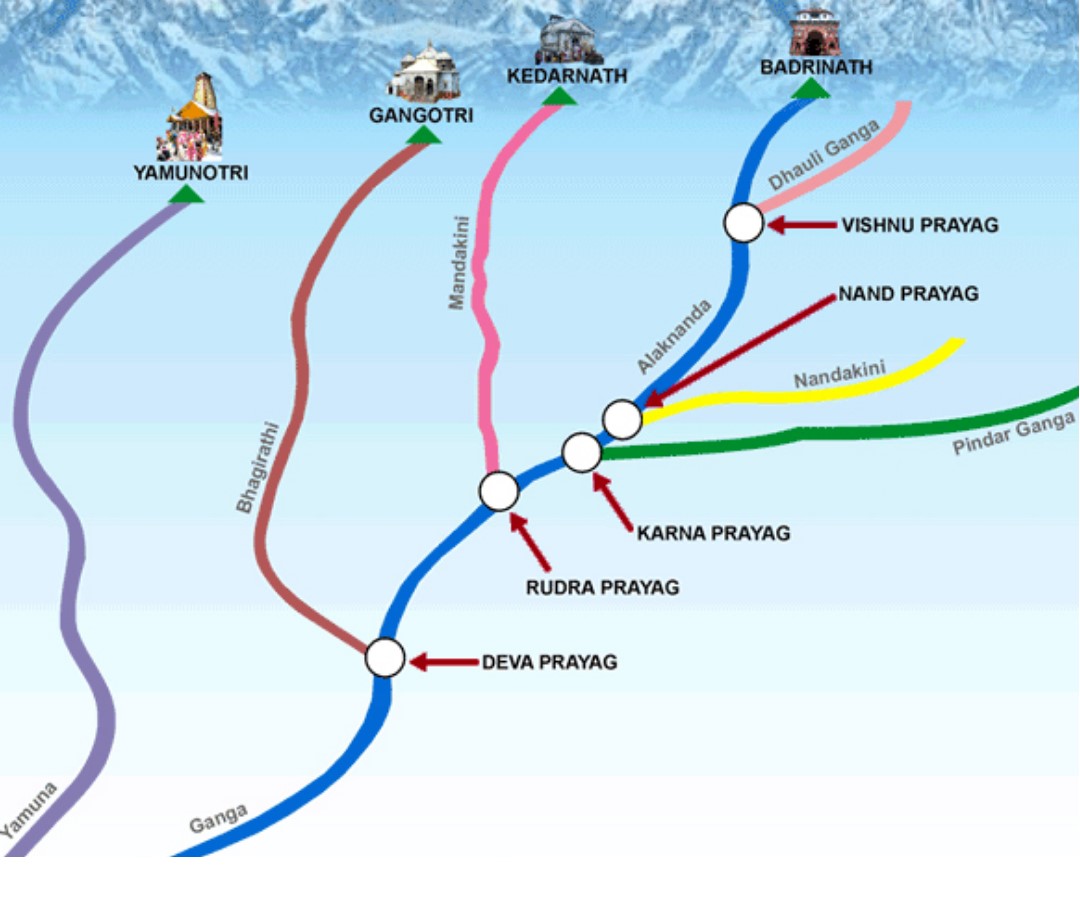 BADRINATH
KEDARNATH
GANGOTRI
YAMUNOTRI
Dhauli Ganga
VISHNU PRAYAG
Mandakini
NAND PRAYAG
Alaknanda
Nandakini
Pindar Ganga
Bhagirathi
KARNA PRAYAG
RUDRA PRAYAG
DEVA PRAYAG
Yamuna
Ganga